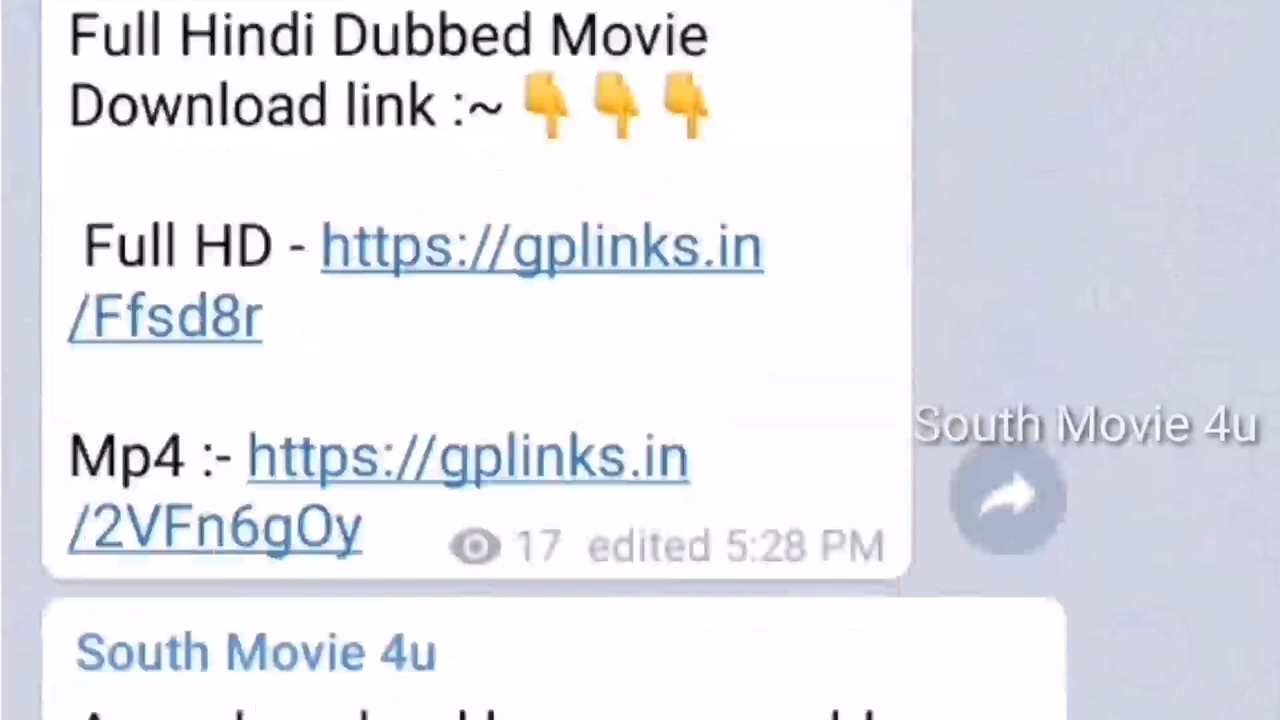 Full Hindi Dubbed Movie
Download link :~ 👇👇👇
Full HD - https://gplinks.in
/Ffsd8r
South Movie 4u
Mp4 :- https://gplinks.in
/2VFn6gOy
17 edited 5:28 PM
South Movie 4u